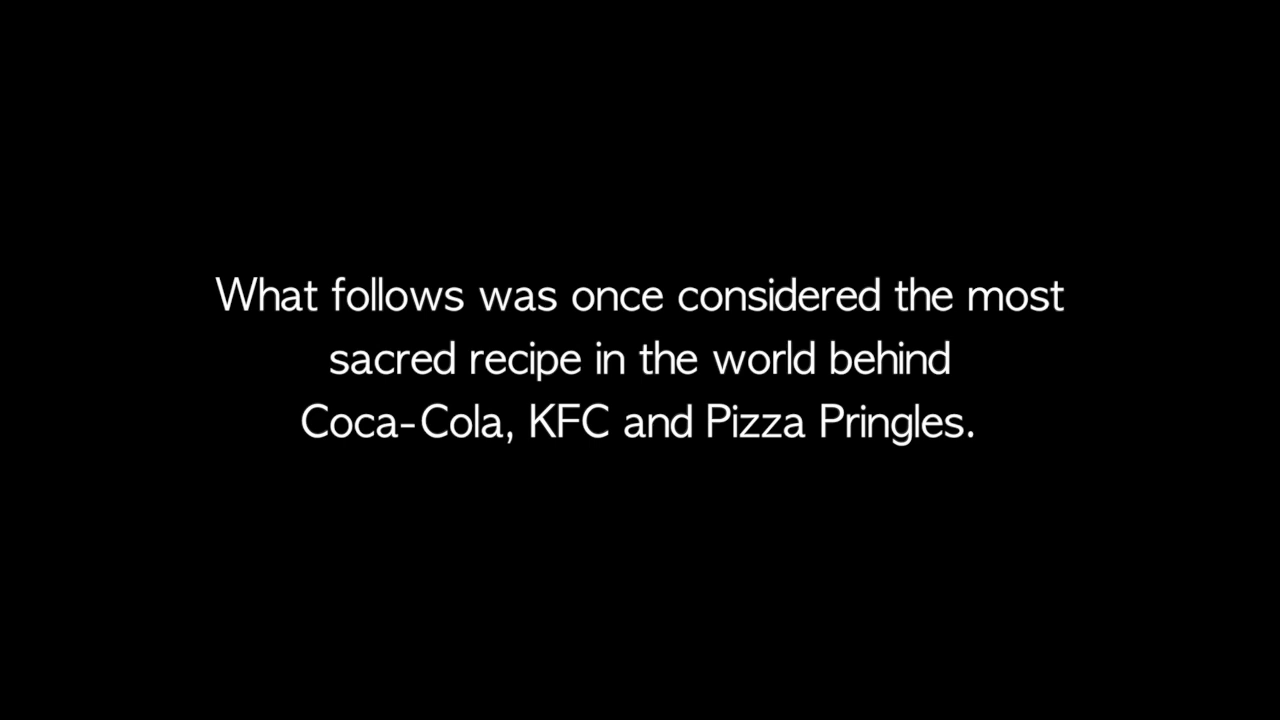 What follows was once considered the most
sacred recipe in the world behind
Coca-Cola, KFC and Pizza Pringles.